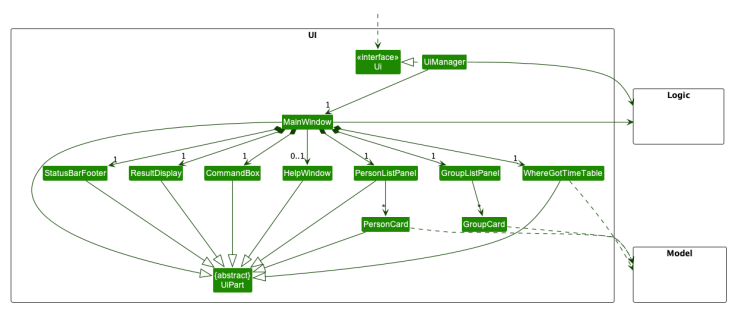 UI
«interface»
Ui
UiManager
Logic
1
MainWindow
1
1
1
0..1
1
1
1
StatusBarFooter
ResultDisplay
CommandBox
HelpWindow
PersonListPanel
GroupListPanel
WhereGotTimeTable
*
*
PersonCard
GroupCard
Model
{abstract}
UiPart